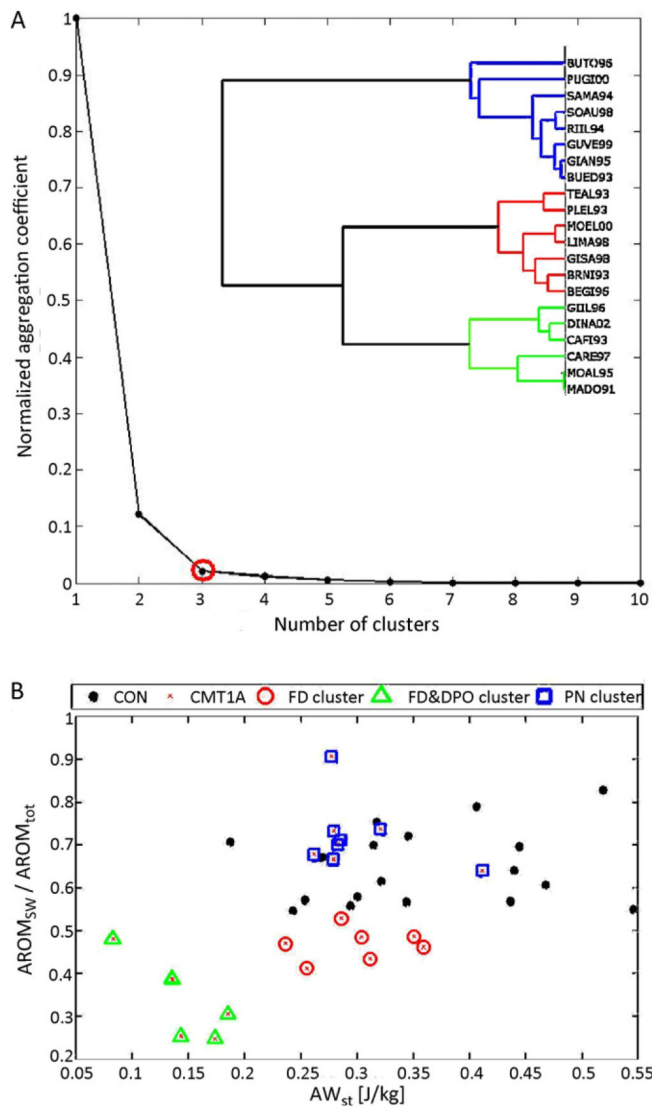 A
Normalized aggregation coefficient
1
0.9
0.8
0.7
0.6
0.5
0.4
0.3
0.2
0.1
0
BUTO96
PUGI00
SAMA94
SOAU98
RIIL94
GUVE99
GIAN95
BUED93
TEAL93
PLEL93
MOEL00
LIMA98
GISA98
BRNI93
BEGI96
GIIL96
DINA02
CAFI93
CARE97
MOAL95
MADO91
1 2 3 4 5 6 7 8 9 10
Number of clusters
B
CON CMT1A FD cluster FD&DPO cluster PN cluster
AROM_SW / AROM_tot
1
0.9
0.8
0.7
0.6
0.5
0.4
0.3
0.2
0.05 0.1 0.15 0.2 0.25 0.3 0.35 0.4 0.45 0.5 0.55
AW_st [J/kg]